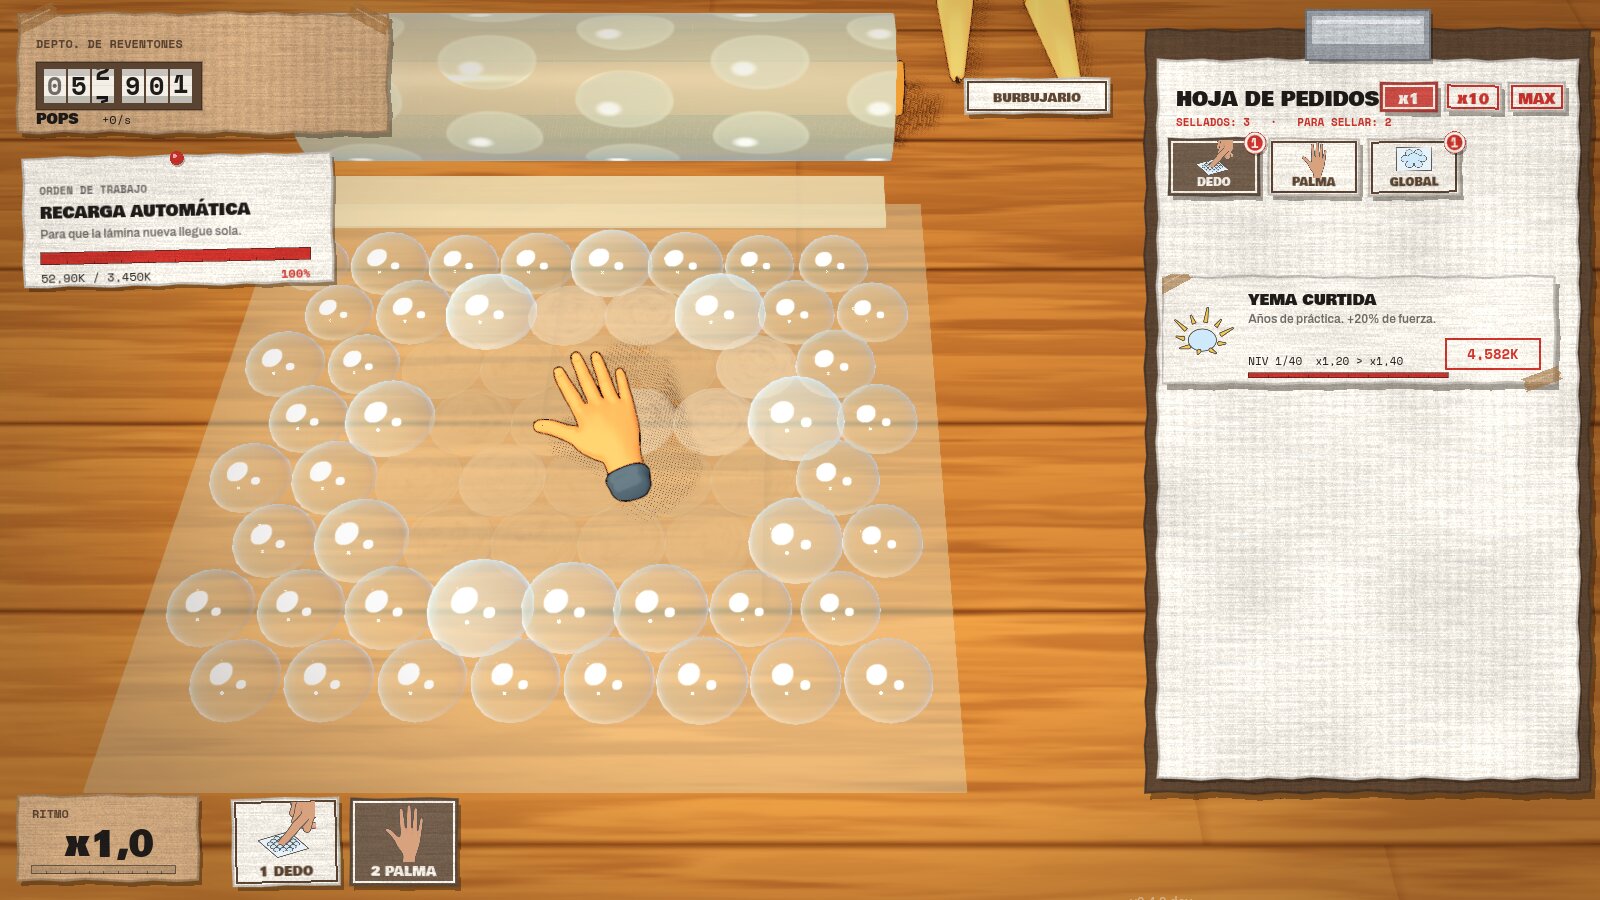 DEPTO. DE REVENTONES
POPS +0/s
ORDEN DE TRABAJO
RECARGA AUTOMÁTICA
Para que la lámina nueva llegue sola.
52,90K / 3,450K 100%
BURBUJARIO
HOJA DE PEDIDOS x1 x10 MAX
SELLADOS: 3 · PARA SELLAR: 2
1 1
DEDO PALMA GLOBAL
YEMA CURTIDA
Años de práctica. +20% de fuerza.
NIV 1/40 x1,20 > x1,40
4,582K
RITMO
x1,0
1 DEDO 2 PALMA